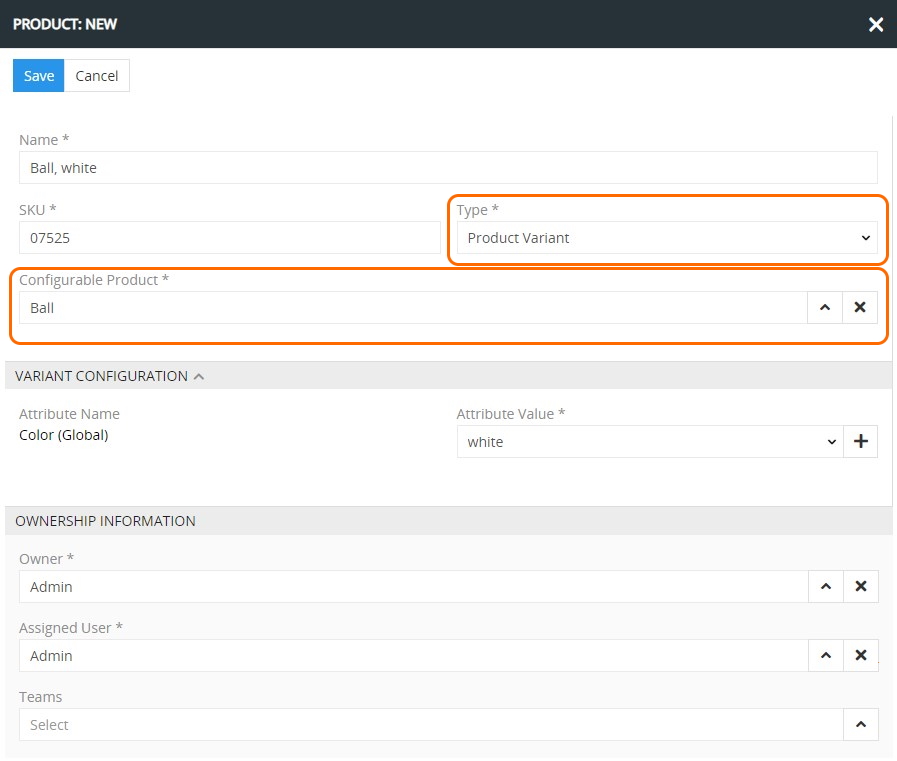 PRODUCT: NEW
Save Cancel
Name *
Ball, white
SKU *
07525
Type *
Product Variant
Configurable Product *
Ball
VARIANT CONFIGURATION
Attribute Name
Color (Global)
Attribute Value *
white
OWNERSHIP INFORMATION
Owner *
Admin
Assigned User *
Admin
Teams
Select